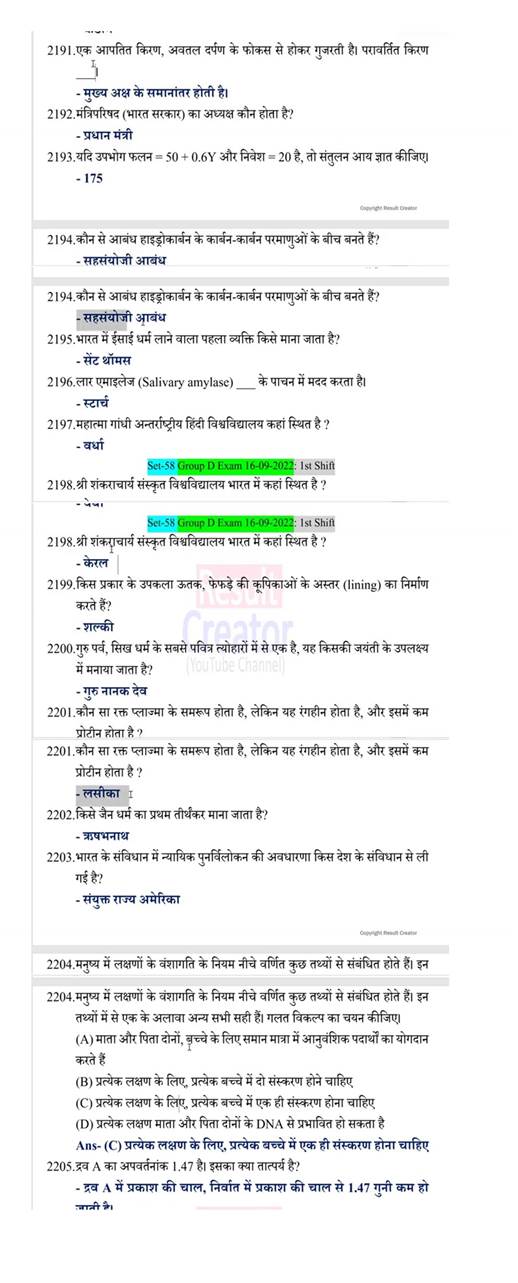 2191.एक आपतित किरण, अवतल दर्पण के फोकस से होकर गुजरती है। परावर्तित किरण
____।
- मुख्य अक्ष के समानांतर होती है।
2192.मंत्रिपरिषद (भारत सरकार) का अध्यक्ष कौन होता है?
- प्रधान मंत्री
2193.यदि उपभोग फलन = 50 + 0.6Y और निवेश = 20 है, तो संतुलन आय ज्ञात कीजिए।
- 175
Copyright Result Creator
2194.कौन से आबंध हाइड्रोकार्बन के कार्बन-कार्बन परमाणुओं के बीच बनते हैं?
- सहसंयोजी आबंध
2194.कौन से आबंध हाइड्रोकार्बन के कार्बन-कार्बन परमाणुओं के बीच बनते हैं?
- सहसंयोजी आबंध
2195.भारत में ईसाई धर्म लाने वाला पहला व्यक्ति किसे माना जाता है?
- सेंट थॉमस
2196.लार एमाइलेज (Salivary amylase) ____ के पाचन में मदद करता है।
- स्टार्च
2197.महात्मा गांधी अन्तर्राष्ट्रीय हिंदी विश्वविद्यालय कहां स्थित है ?
- वर्धा
Set-58 Group D Exam 16-09-2022: 1st Shift
2198.श्री शंकराचार्य संस्कृत विश्वविद्यालय भारत में कहां स्थित है ?
Set-58 Group D Exam 16-09-2022: 1st Shift
2198.श्री शंकराचार्य संस्कृत विश्वविद्यालय भारत में कहां स्थित है ?
- केरल
2199.किस प्रकार के उपकला ऊतक, फेफड़े की कूपिकाओं के अस्तर (lining) का निर्माण
करते हैं?
Result
- शल्की
Creator
2200.गुरु पर्व, सिख धर्म के सबसे पवित्र त्योहारों में से एक है, यह किसकी जयंती के उपलक्ष्य
में मनाया जाता है?
(YouTube Channel)
- गुरु नानक देव
2201.कौन सा रक्त प्लाज्मा के समरूप होता है, लेकिन यह रंगहीन होता है, और इसमें कम
प्रोटीन होता है ?
2201.कौन सा रक्त प्लाज्मा के समरूप होता है, लेकिन यह रंगहीन होता है, और इसमें कम
प्रोटीन होता है ?
- लसीका
2202.किसे जैन धर्म का प्रथम तीर्थंकर माना जाता है?
- ऋषभनाथ
2203.भारत के संविधान में न्यायिक पुनर्विलोकन की अवधारणा किस देश के संविधान से ली
गई है?
- संयुक्त राज्य अमेरिका
Copyright Result Creator
2204.मनुष्य में लक्षणों के वंशागति के नियम नीचे वर्णित कुछ तथ्यों से संबंधित होते हैं। इन
2204.मनुष्य में लक्षणों के वंशागति के नियम नीचे वर्णित कुछ तथ्यों से संबंधित होते हैं। इन
तथ्यों में से एक के अलावा अन्य सभी सही हैं। गलत विकल्प का चयन कीजिए।
(A) माता और पिता दोनों, बच्चे के लिए समान मात्रा में आनुवंशिक पदार्थों का योगदान
करते हैं
(B) प्रत्येक लक्षण के लिए, प्रत्येक बच्चे में दो संस्करण होने चाहिए
(C) प्रत्येक लक्षण के लिए, प्रत्येक बच्चे में एक ही संस्करण होना चाहिए
(D) प्रत्येक लक्षण माता और पिता दोनों के DNA से प्रभावित हो सकता है
Ans- (C) प्रत्येक लक्षण के लिए, प्रत्येक बच्चे में एक ही संस्करण होना चाहिए
2205.द्रव A का अपवर्तनांक 1.47 है। इसका क्या तात्पर्य है?
- द्रव A में प्रकाश की चाल, निर्वात में प्रकाश की चाल से 1.47 गुनी कम हो
जाती है।